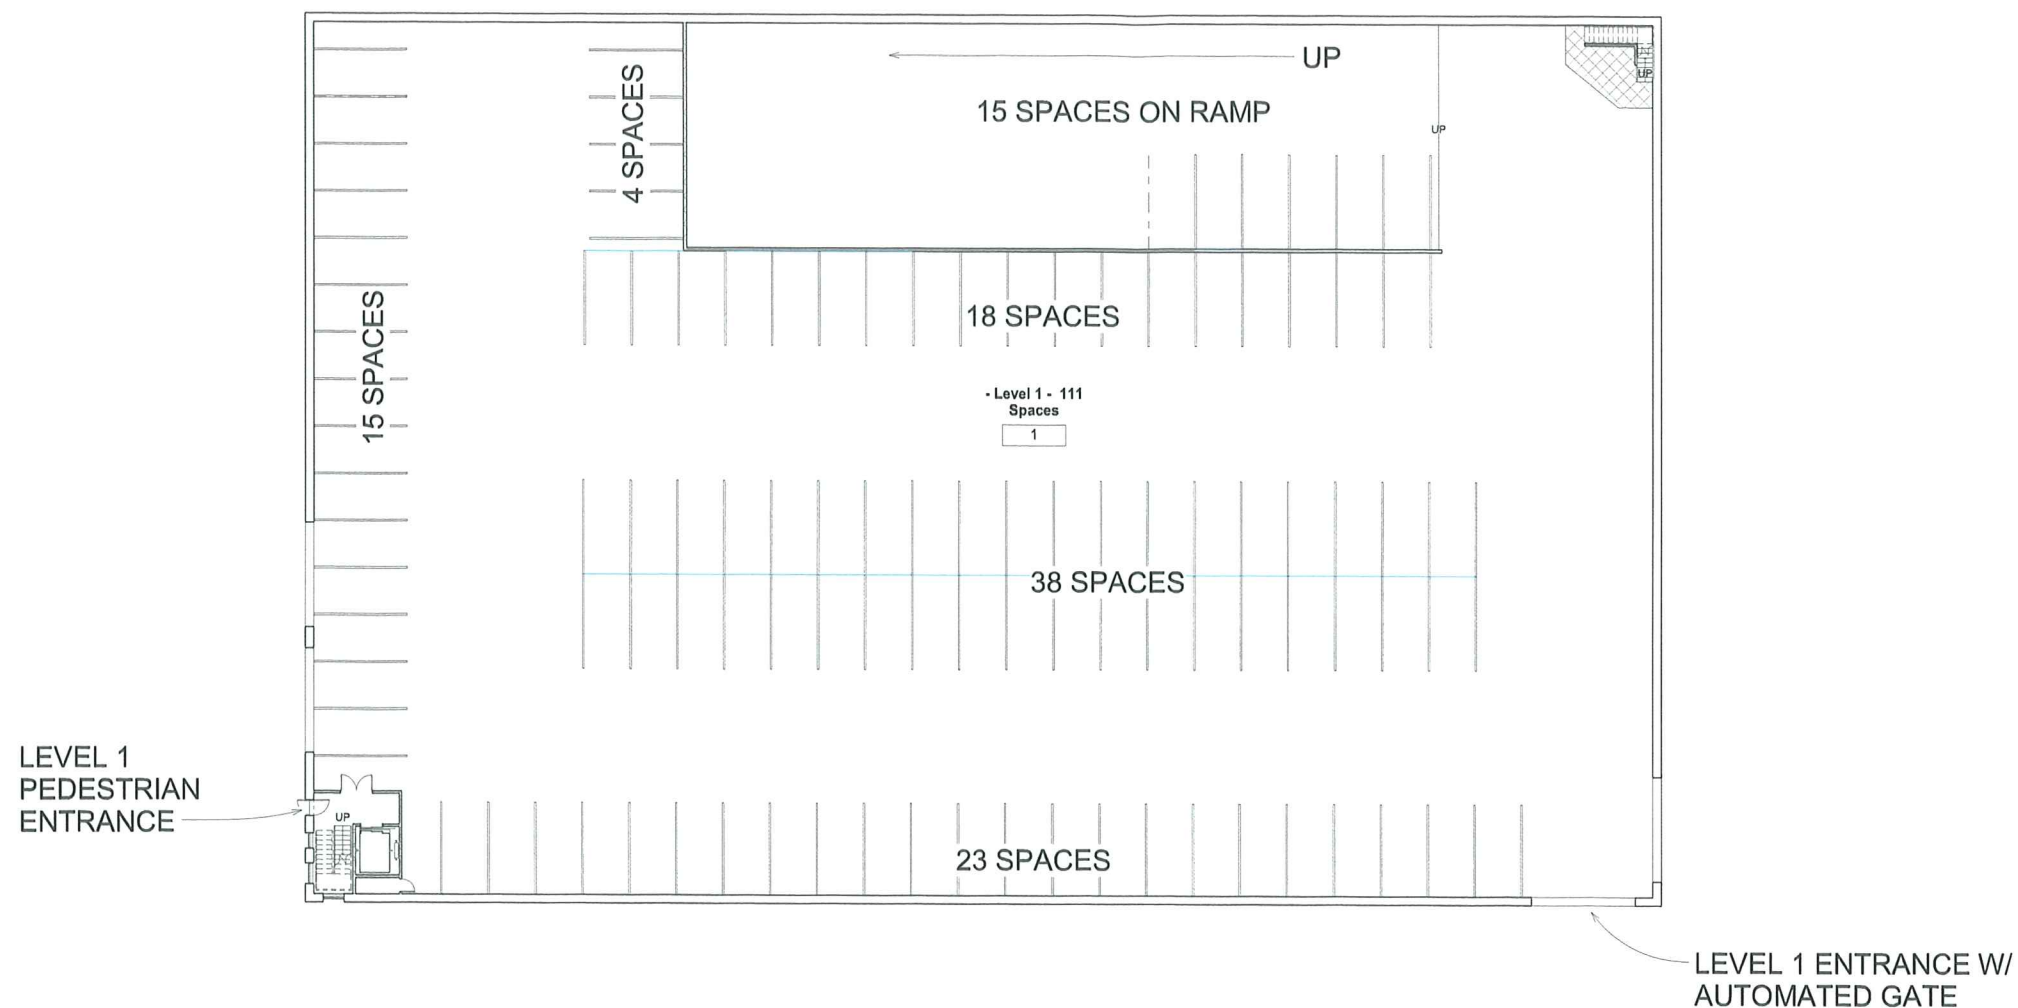 UP
UP
4 SPACES
15 SPACES ON RAMP
UP
15 SPACES
18 SPACES
- Level 1 - 111
Spaces
1
38 SPACES
LEVEL 1
PEDESTRIAN
ENTRANCE
UP
23 SPACES
LEVEL 1 ENTRANCE W/
AUTOMATED GATE